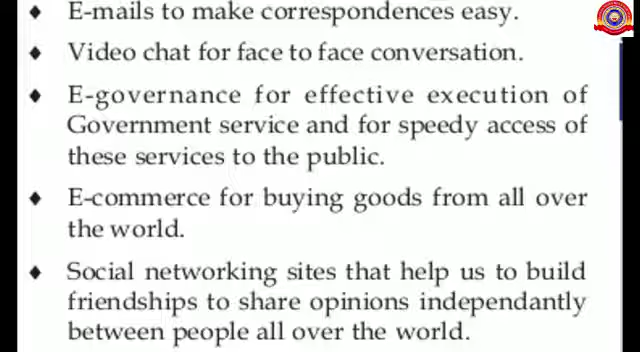 ♦ E-mails to make correspondences easy.
♦ Video chat for face to face conversation.
♦ E-governance for effective execution of
Government service and for speedy access of
these services to the public.
♦ E-commerce for buying goods from all over
the world.
♦ Social networking sites that help us to build
friendships to share opinions independantly
between people all over the world.